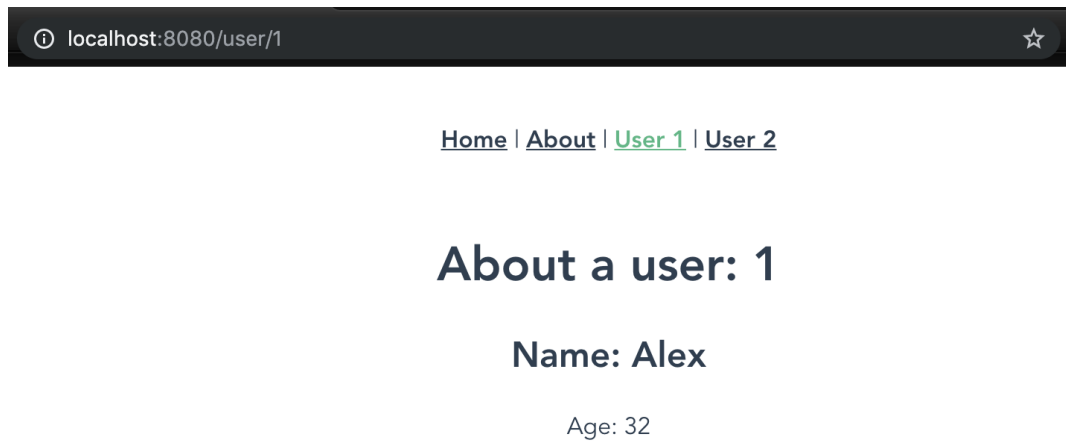 localhost:8080/user/1
Home | About | User 1 | User 2
About a user: 1
Name: Alex
Age: 32